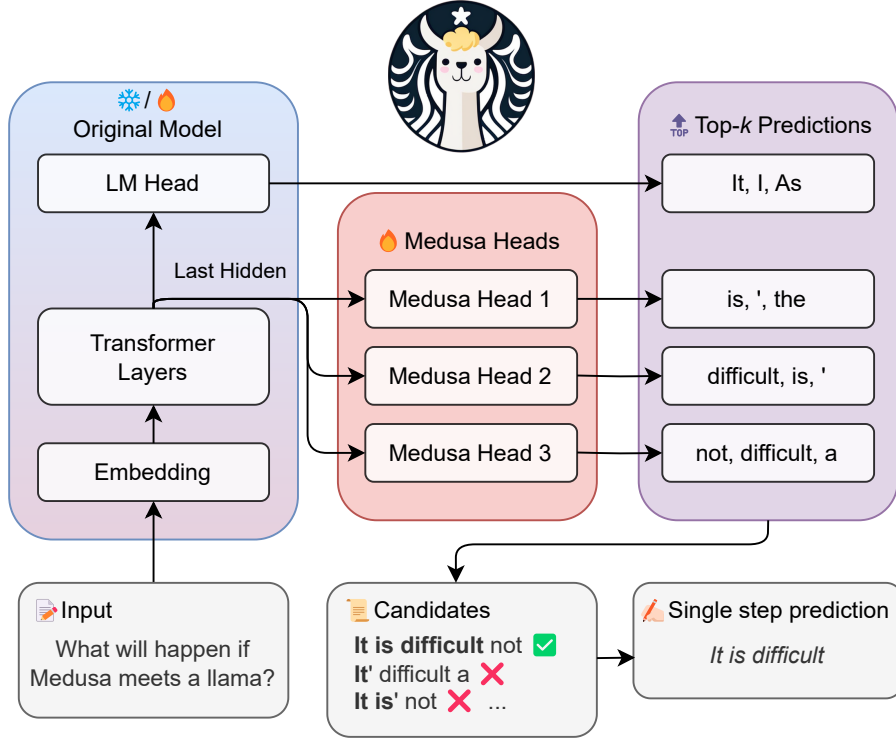 /
Original Model
LM Head
Last Hidden
Transformer
Layers
Embedding
Medusa Heads
Medusa Head 1
Medusa Head 2
Medusa Head 3
TOP
Top-k Predictions
It, I, As
is, ', the
difficult, is, '
not, difficult, a
Input
What will happen if
Medusa meets a llama?
Candidates
It is difficult not
It' difficult a
It is' not ...
Single step prediction
It is difficult